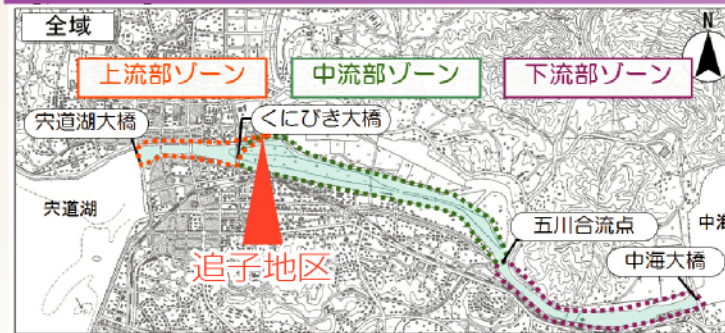 全域
N
上流部ゾーン
中流部ゾーン
下流部ゾーン
宍道湖大橋
くにびき大橋
宍道湖
追子地区
五川合流点
中海
中海大橋